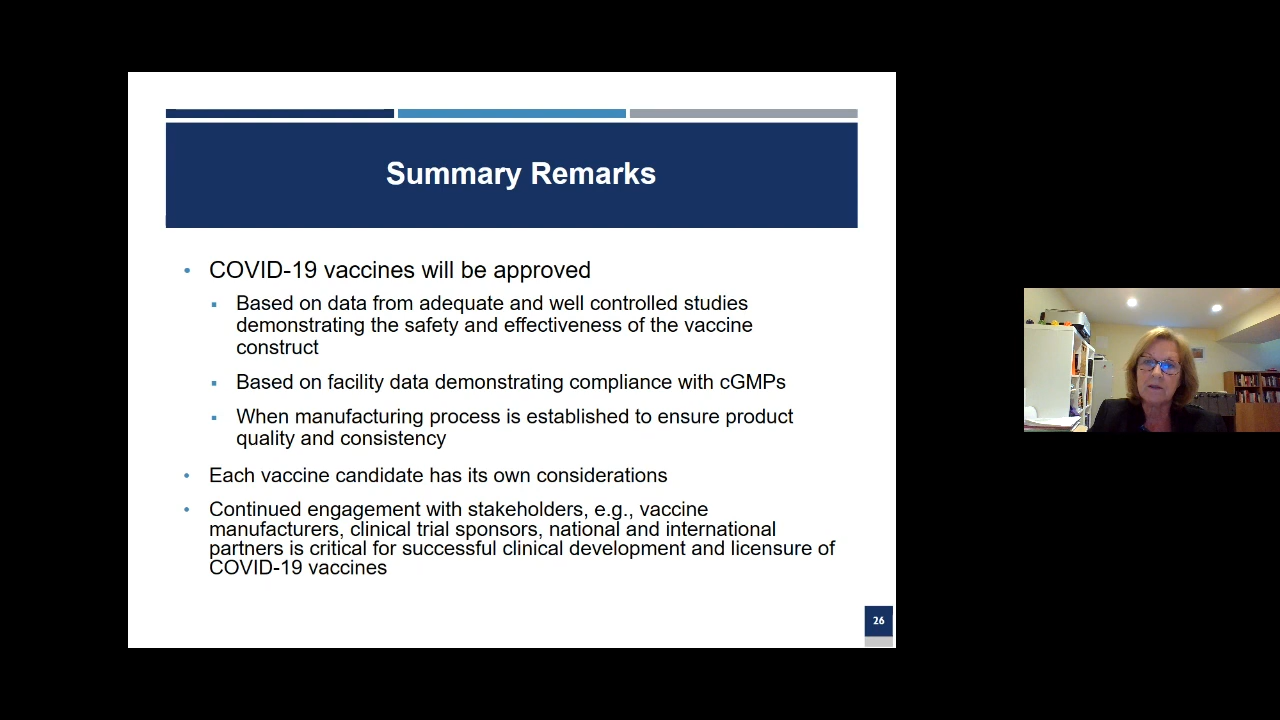 Summary Remarks
• COVID-19 vaccines will be approved
▪ Based on data from adequate and well controlled studies
demonstrating the safety and effectiveness of the vaccine
construct
▪ Based on facility data demonstrating compliance with cGMPs
▪ When manufacturing process is established to ensure product
quality and consistency
• Each vaccine candidate has its own considerations
• Continued engagement with stakeholders, e.g., vaccine
manufacturers, clinical trial sponsors, national and international
partners is critical for successful clinical development and licensure of
COVID-19 vaccines
26